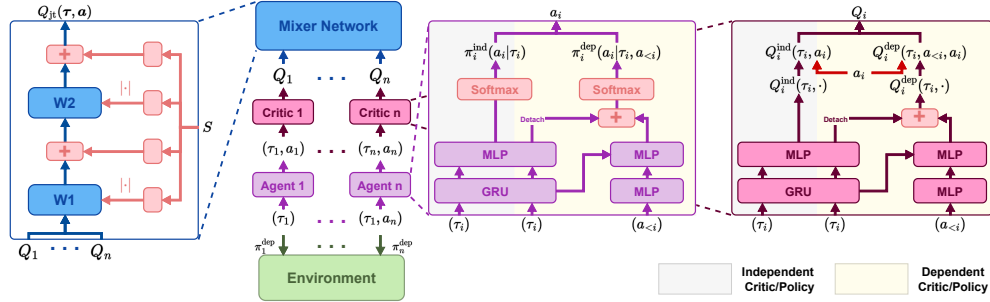 Q_jt(τ, a)
+
W2
|·|
+
W1
|·|
S
Q_1 · · · Q_n
Mixer Network
Q_1 · · · Q_n
Critic 1
Critic n
(τ_1, a_1) (τ_n, a_n)
Agent 1
Agent n
(τ_1) · · · (τ_1, a_n)
π_1^dep · · · π_n^dep
Environment
a_i
π_i^ind(a_i|τ_i) π_i^dep(a_i|τ_i, a_<i)
Softmax
Softmax
Detach
+
MLP
MLP
GRU
MLP
(τ_i) (τ_i) (a_<i)
Q_i
Q_i^ind(τ_i, a_i) Q_i^dep(τ_i, a_<i, a_i)
a_i
Q_i^ind(τ_i, ·) Q_i^dep(τ_i, ·)
Detach
+
MLP
MLP
GRU
MLP
(τ_i) (τ_i) (a_<i)
Independent
Critic/Policy
Dependent
Critic/Policy